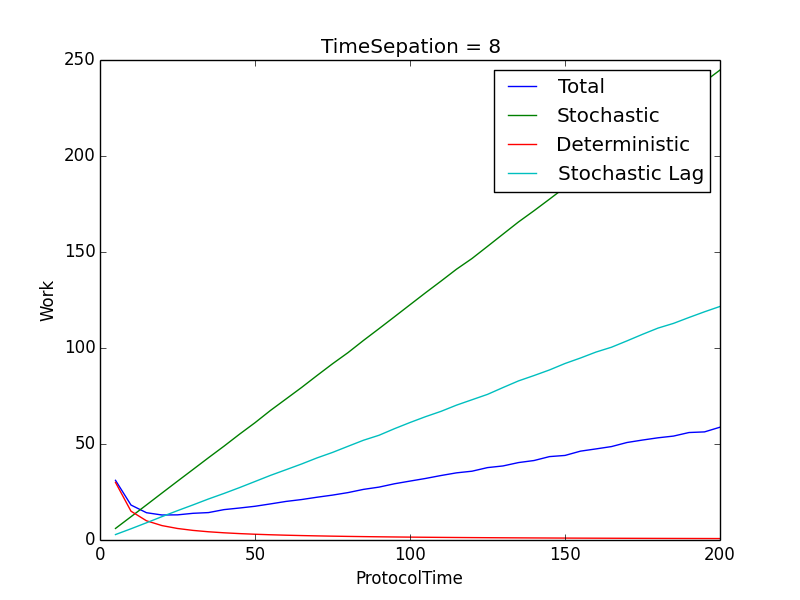 TimeSepation = 8
250
200
150
100
50
0
Work
Total
Stochastic
Deterministic
Stochastic Lag
0
50
100
150
200
ProtocolTime